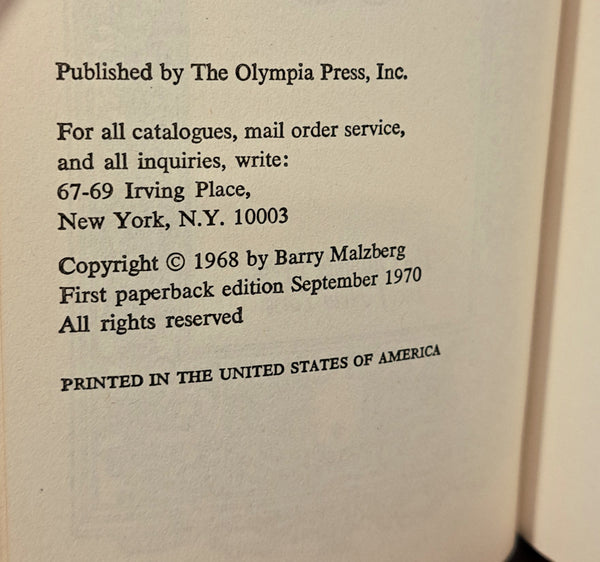 Published by The Olympia Press, Inc.
For all catalogues, mail order service,
and all inquiries, write:
67-69 Irving Place,
New York, N.Y. 10003
Copyright © 1968 by Barry Malzberg
First paperback edition September 1970
All rights reserved
PRINTED IN THE UNITED STATES OF AMERICA